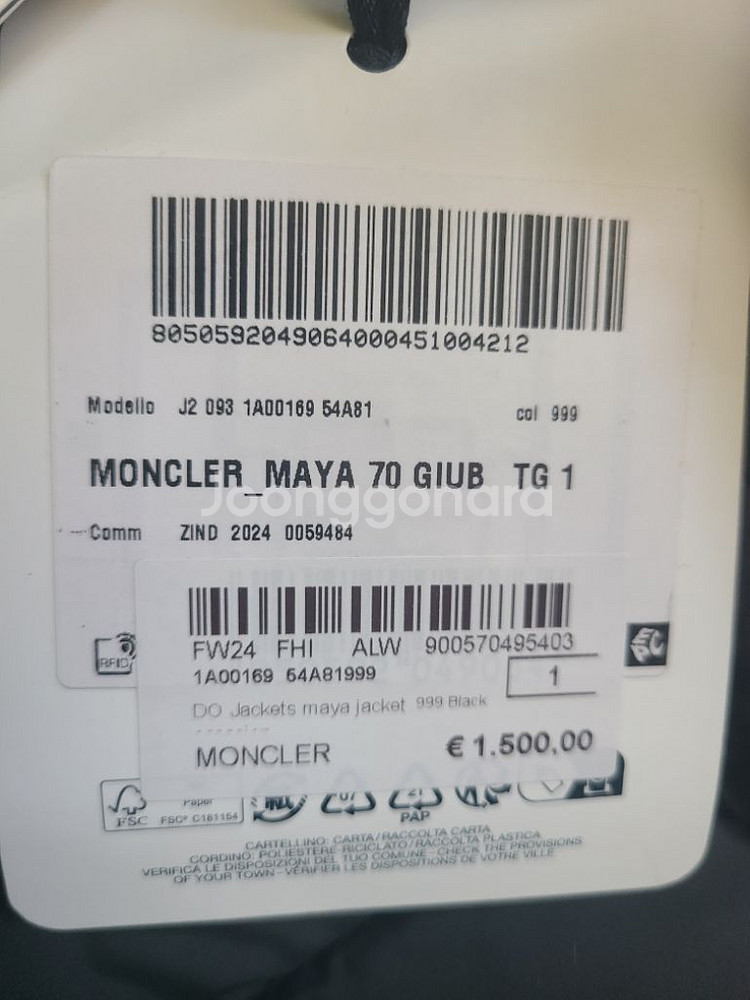 8050592049064000451004212
Modello J2 093 1A00169 54A81 col 999
MONCLER_MAYA 70 GIUB TG 1
Joonggonara
Comm ZIND 2024 0059484
FW24 FHI ALW 900570495403
RFID
1A00169 54A81999
1
DO Jackets maya jacket 999 Black
MONCLER € 1.500,00
Paper
FSC FSC® C181154
PAP
CARTELLINO: CARTA/RACCOLTA CARTA
CORDINO: POLIESTERE RICICLATO/RACCOLTA PLASTICA
VERIFICA LE DISPOSIZIONI DEL TUO COMUNE - CHECK THE PROVISIONS
OF YOUR TOWN - VÉRIFIER LES DISPOSITIONS DE VOTRE VILLE